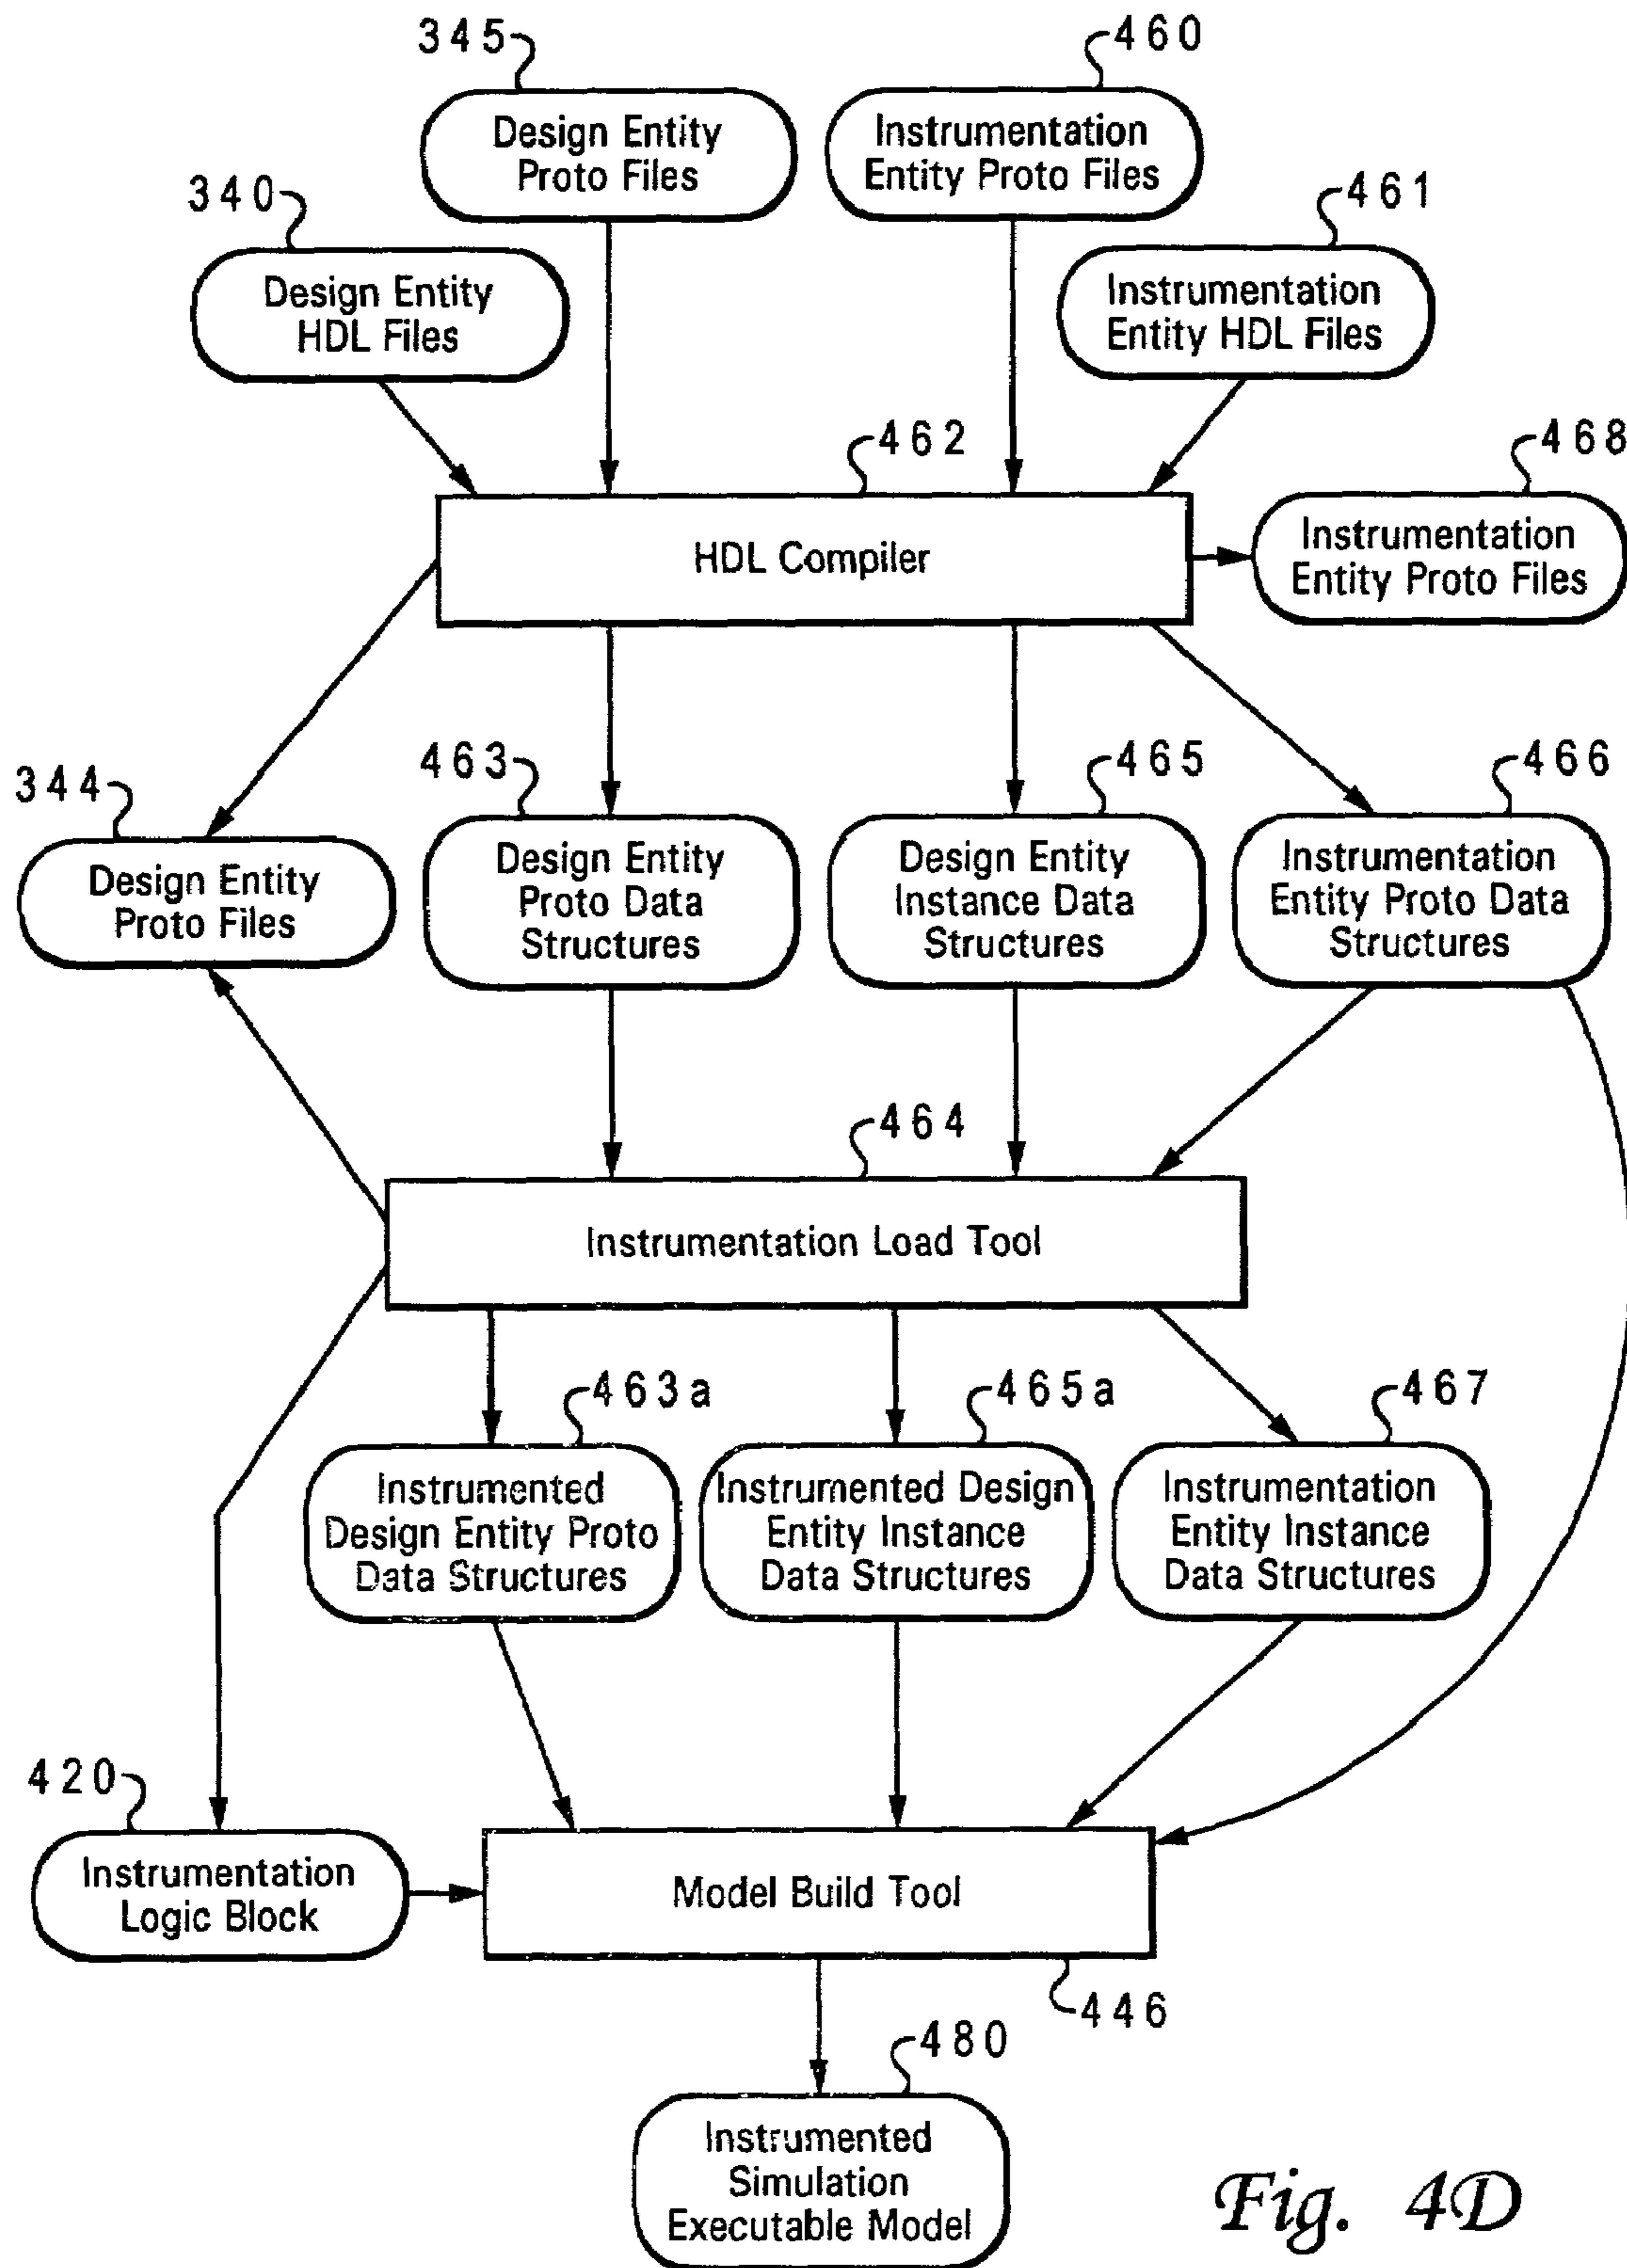 345
460
Design Entity
Proto Files
Instrumentation
Entity Proto Files
340
461
Design Entity
HDL Files
Instrumentation
Entity HDL Files
462
468
HDL Compiler
Instrumentation
Entity Proto Files
463
465
466
344
Design Entity
Proto Files
Design Entity
Proto Data
Structures
Design Entity
Instance Data
Structures
Instrumentation
Entity Proto Data
Structures
464
Instrumentation Load Tool
463a
465a
467
Instrumented
Design Entity Proto
Data Structures
Instrumented Design
Entity Instance
Data Structures
Instrumentation
Entity Instance
Data Structures
420
Instrumentation
Logic Block
Model Build Tool
446
480
Instrumented
Simulation
Executable Model
Fig. 4D